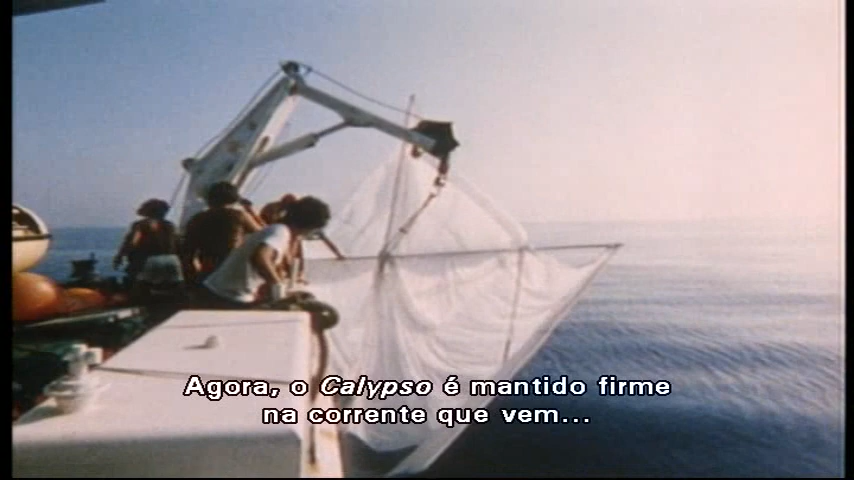 Agora, o Calypso é mantido firme
na corrente que vem...